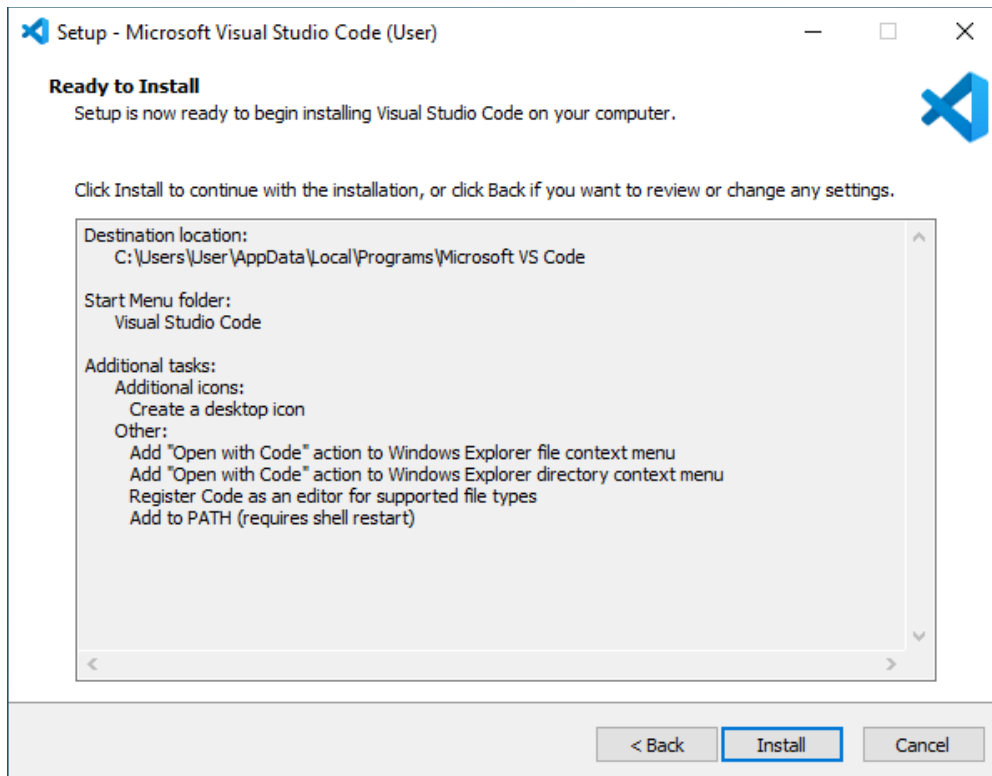 Setup - Microsoft Visual Studio Code (User)
Ready to Install
Setup is now ready to begin installing Visual Studio Code on your computer.
Click Install to continue with the installation, or click Back if you want to review or change any settings.
Destination location:
C:\Users\User\AppData\Local\Programs\Microsoft VS Code
Start Menu folder:
Visual Studio Code
Additional tasks:
Additional icons:
Create a desktop icon
Other:
Add "Open with Code" action to Windows Explorer file context menu
Add "Open with Code" action to Windows Explorer directory context menu
Register Code as an editor for supported file types
Add to PATH (requires shell restart)
< Back Install Cancel